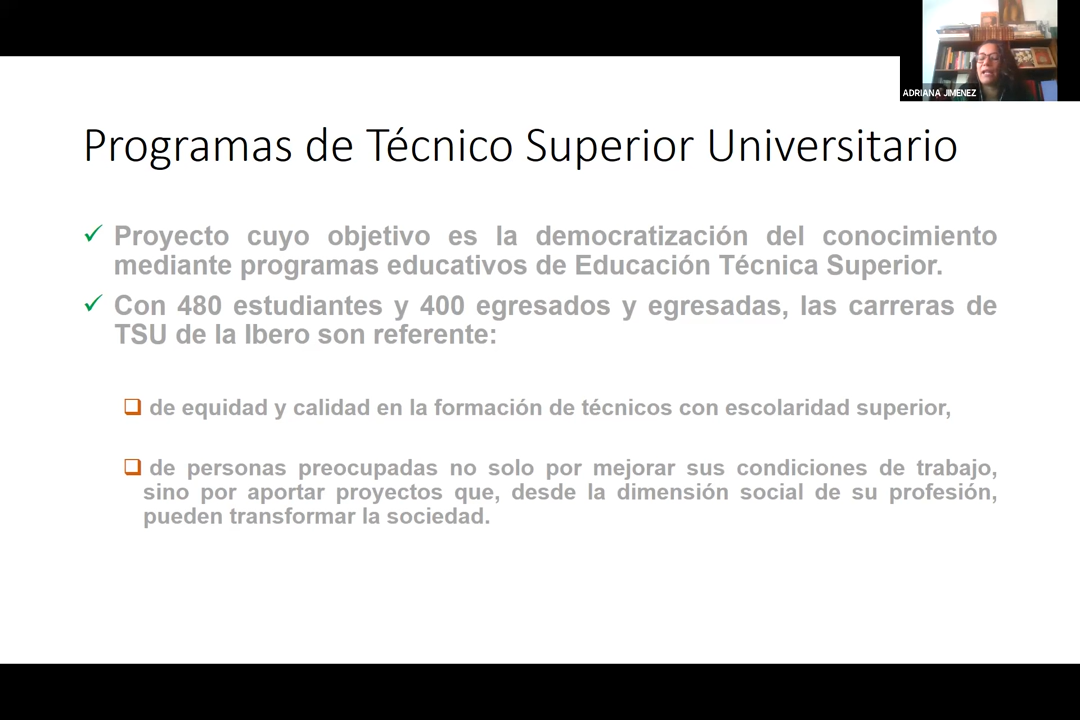 ADRIANA JIMENEZ
Programas de Técnico Superior Universitario
Proyecto cuyo objetivo es la democratización del conocimiento
mediante programas educativos de Educación Técnica Superior.
Con 480 estudiantes y 400 egresados y egresadas, las carreras de
TSU de la Ibero son referente:
de equidad y calidad en la formación de técnicos con escolaridad superior,
de personas preocupadas no solo por mejorar sus condiciones de trabajo,
sino por aportar proyectos que, desde la dimensión social de su profesión,
pueden transformar la sociedad.